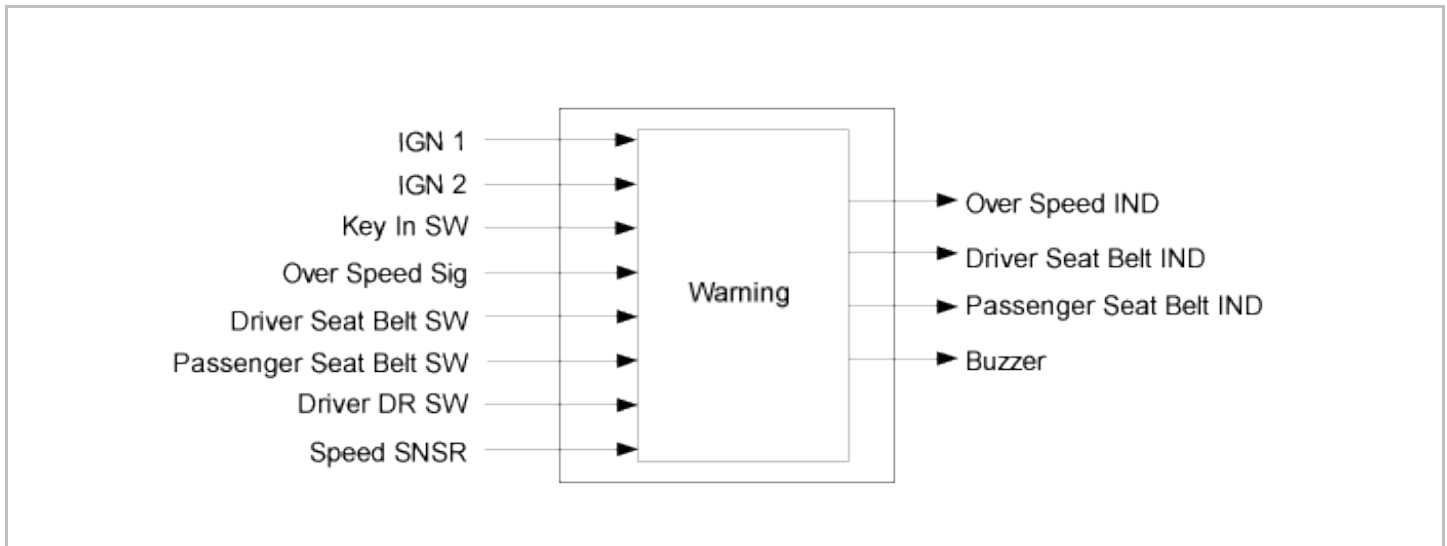 IGN 1
IGN 2
Key In SW
Over Speed Sig
Driver Seat Belt SW
Passenger Seat Belt SW
Driver DR SW
Speed SNSR
Warning
Over Speed IND
Driver Seat Belt IND
Passenger Seat Belt IND
Buzzer